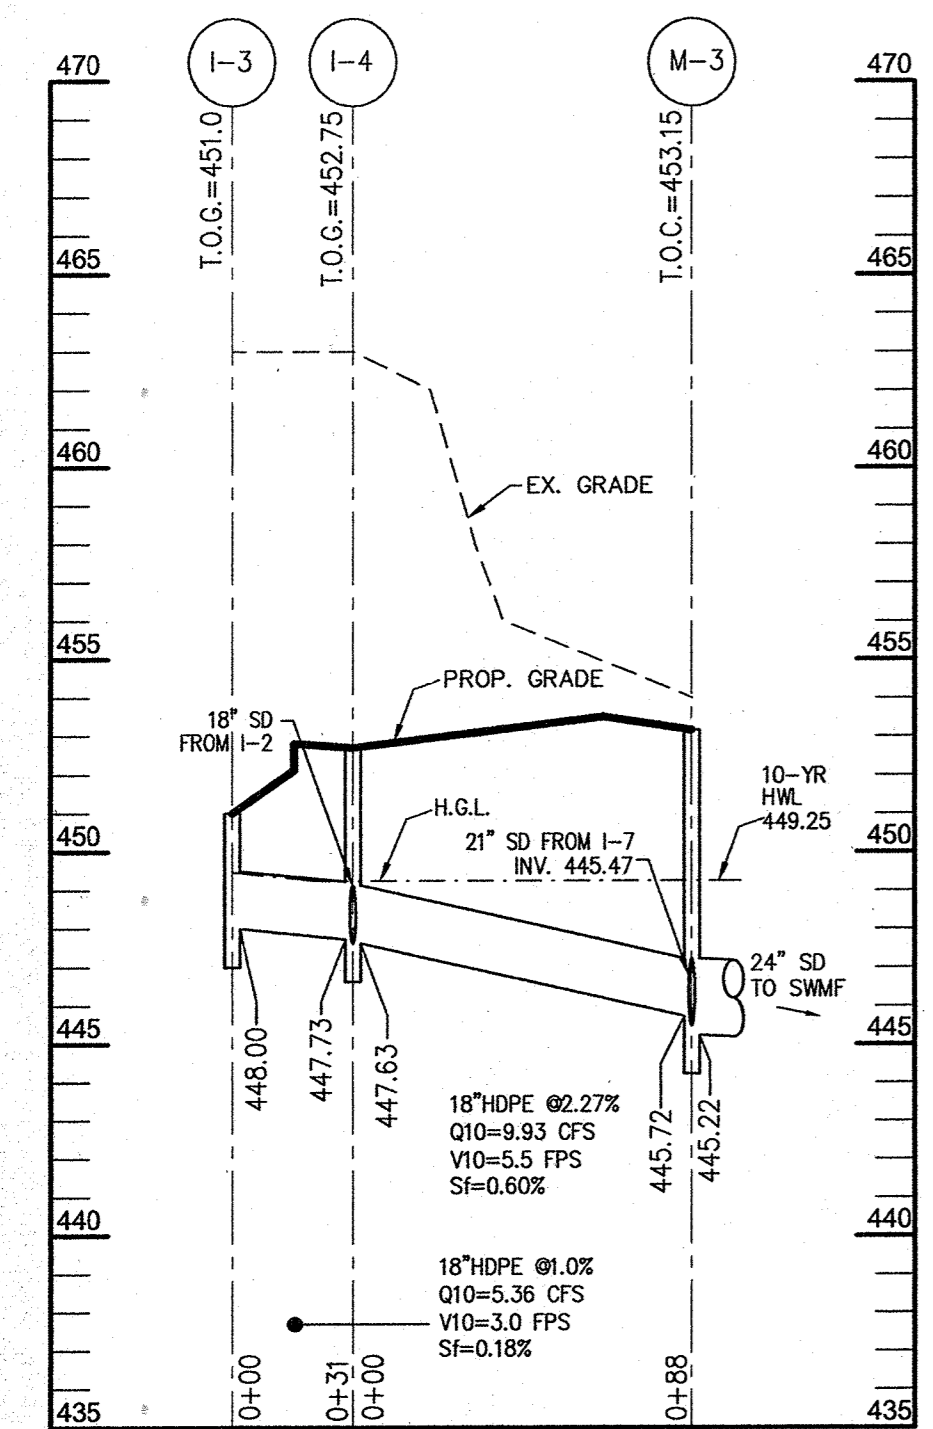 I-3
I-4
M-3
470
470
T.O.G.=451.0
T.O.G.=452.75
T.O.C.=453.15
465
465
460
460
EX. GRADE
455
455
PROP. GRADE
18" SD
FROM I-2
10-YR
HWL
449.25
H.G.L.
21" SD FROM I-7
INV. 445.47
450
450
24" SD
TO SWMF
445
445
448.00
447.73
447.63
445.72
445.22
18"HDPE @2.27%
Q10=9.93 CFS
V10=5.5 FPS
Sf=0.60%
440
440
18"HDPE @1.0%
Q10=5.36 CFS
V10=3.0 FPS
Sf=0.18%
0+00
0+31
0+00
0+88
435
435